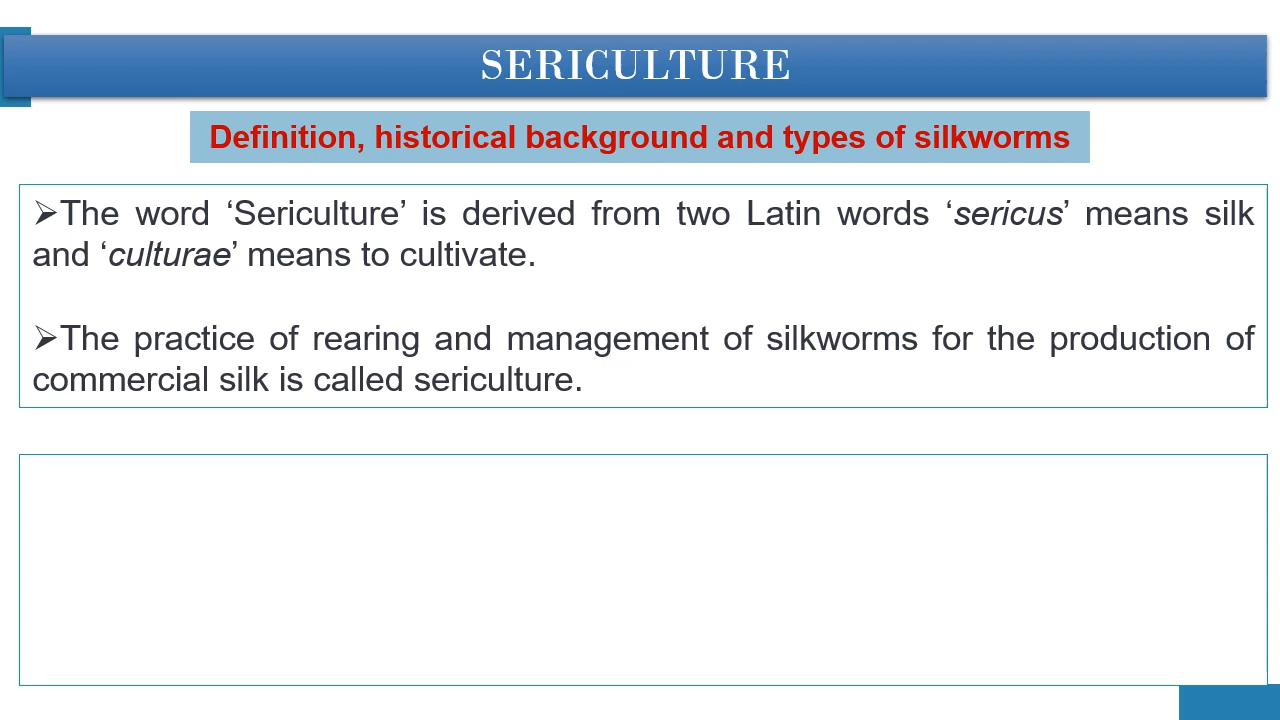 SERICULTURE
Definition, historical background and types of silkworms
➢The word ‘Sericulture’ is derived from two Latin words ‘sericus’ means silk
and ‘culturae’ means to cultivate.
➢The practice of rearing and management of silkworms for the production of
commercial silk is called sericulture.